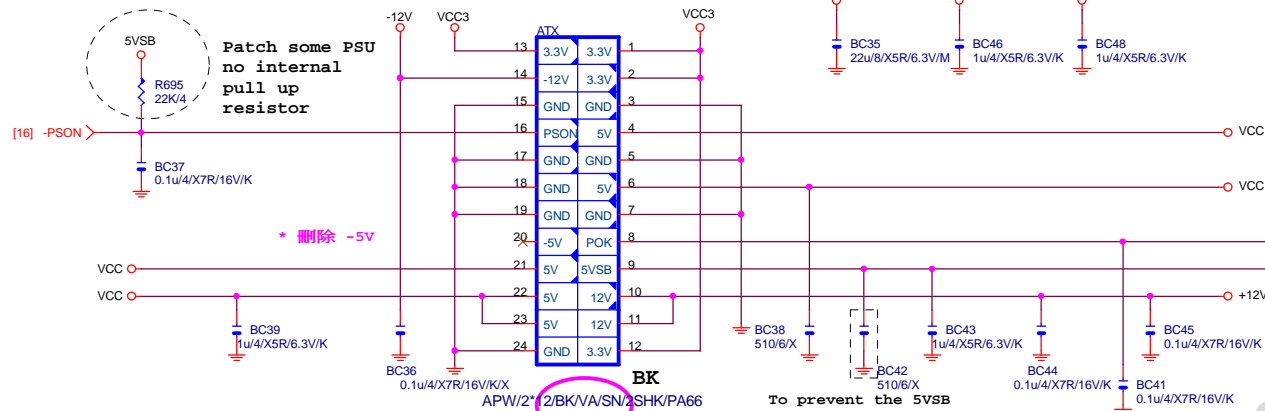 -12V
VCC3
VCC3
5VSB
Patch some PSU
no internal
pull up
resistor
R695
22K/4
[16] -PSON
BC37
0.1u/4/X7R/16V/K
* 刪除 -5V
VCC
VCC
BC39
1u/4/X5R/6.3V/K
BC36
0.1u/4/X7R/16V/K/X
ATX
13 3.3V 3.3V 1
14 -12V 3.3V 2
15 GND GND 3
16 PSON 5V 4
17 GND GND 5
18 GND 5V 6
19 GND GND 7
20 -5V POK 8
21 5V 5VSB 9
22 5V 12V 10
23 5V 12V 11
24 GND 3.3V 12
BK
APW/2*12/BK/VA/SN/2SHK/PA66
BC35
22u/8/X5R/6.3V/M
BC46
1u/4/X5R/6.3V/K
BC48
1u/4/X5R/6.3V/K
VCC
VCC
+12V
BC38
510/6/X
BC42
510/6/X
To prevent the 5VSB
BC43
1u/4/X5R/6.3V/K
BC44
0.1u/4/X7R/16V/K
BC45
0.1u/4/X7R/16V/K
BC41
0.1u/4/X7R/16V/K